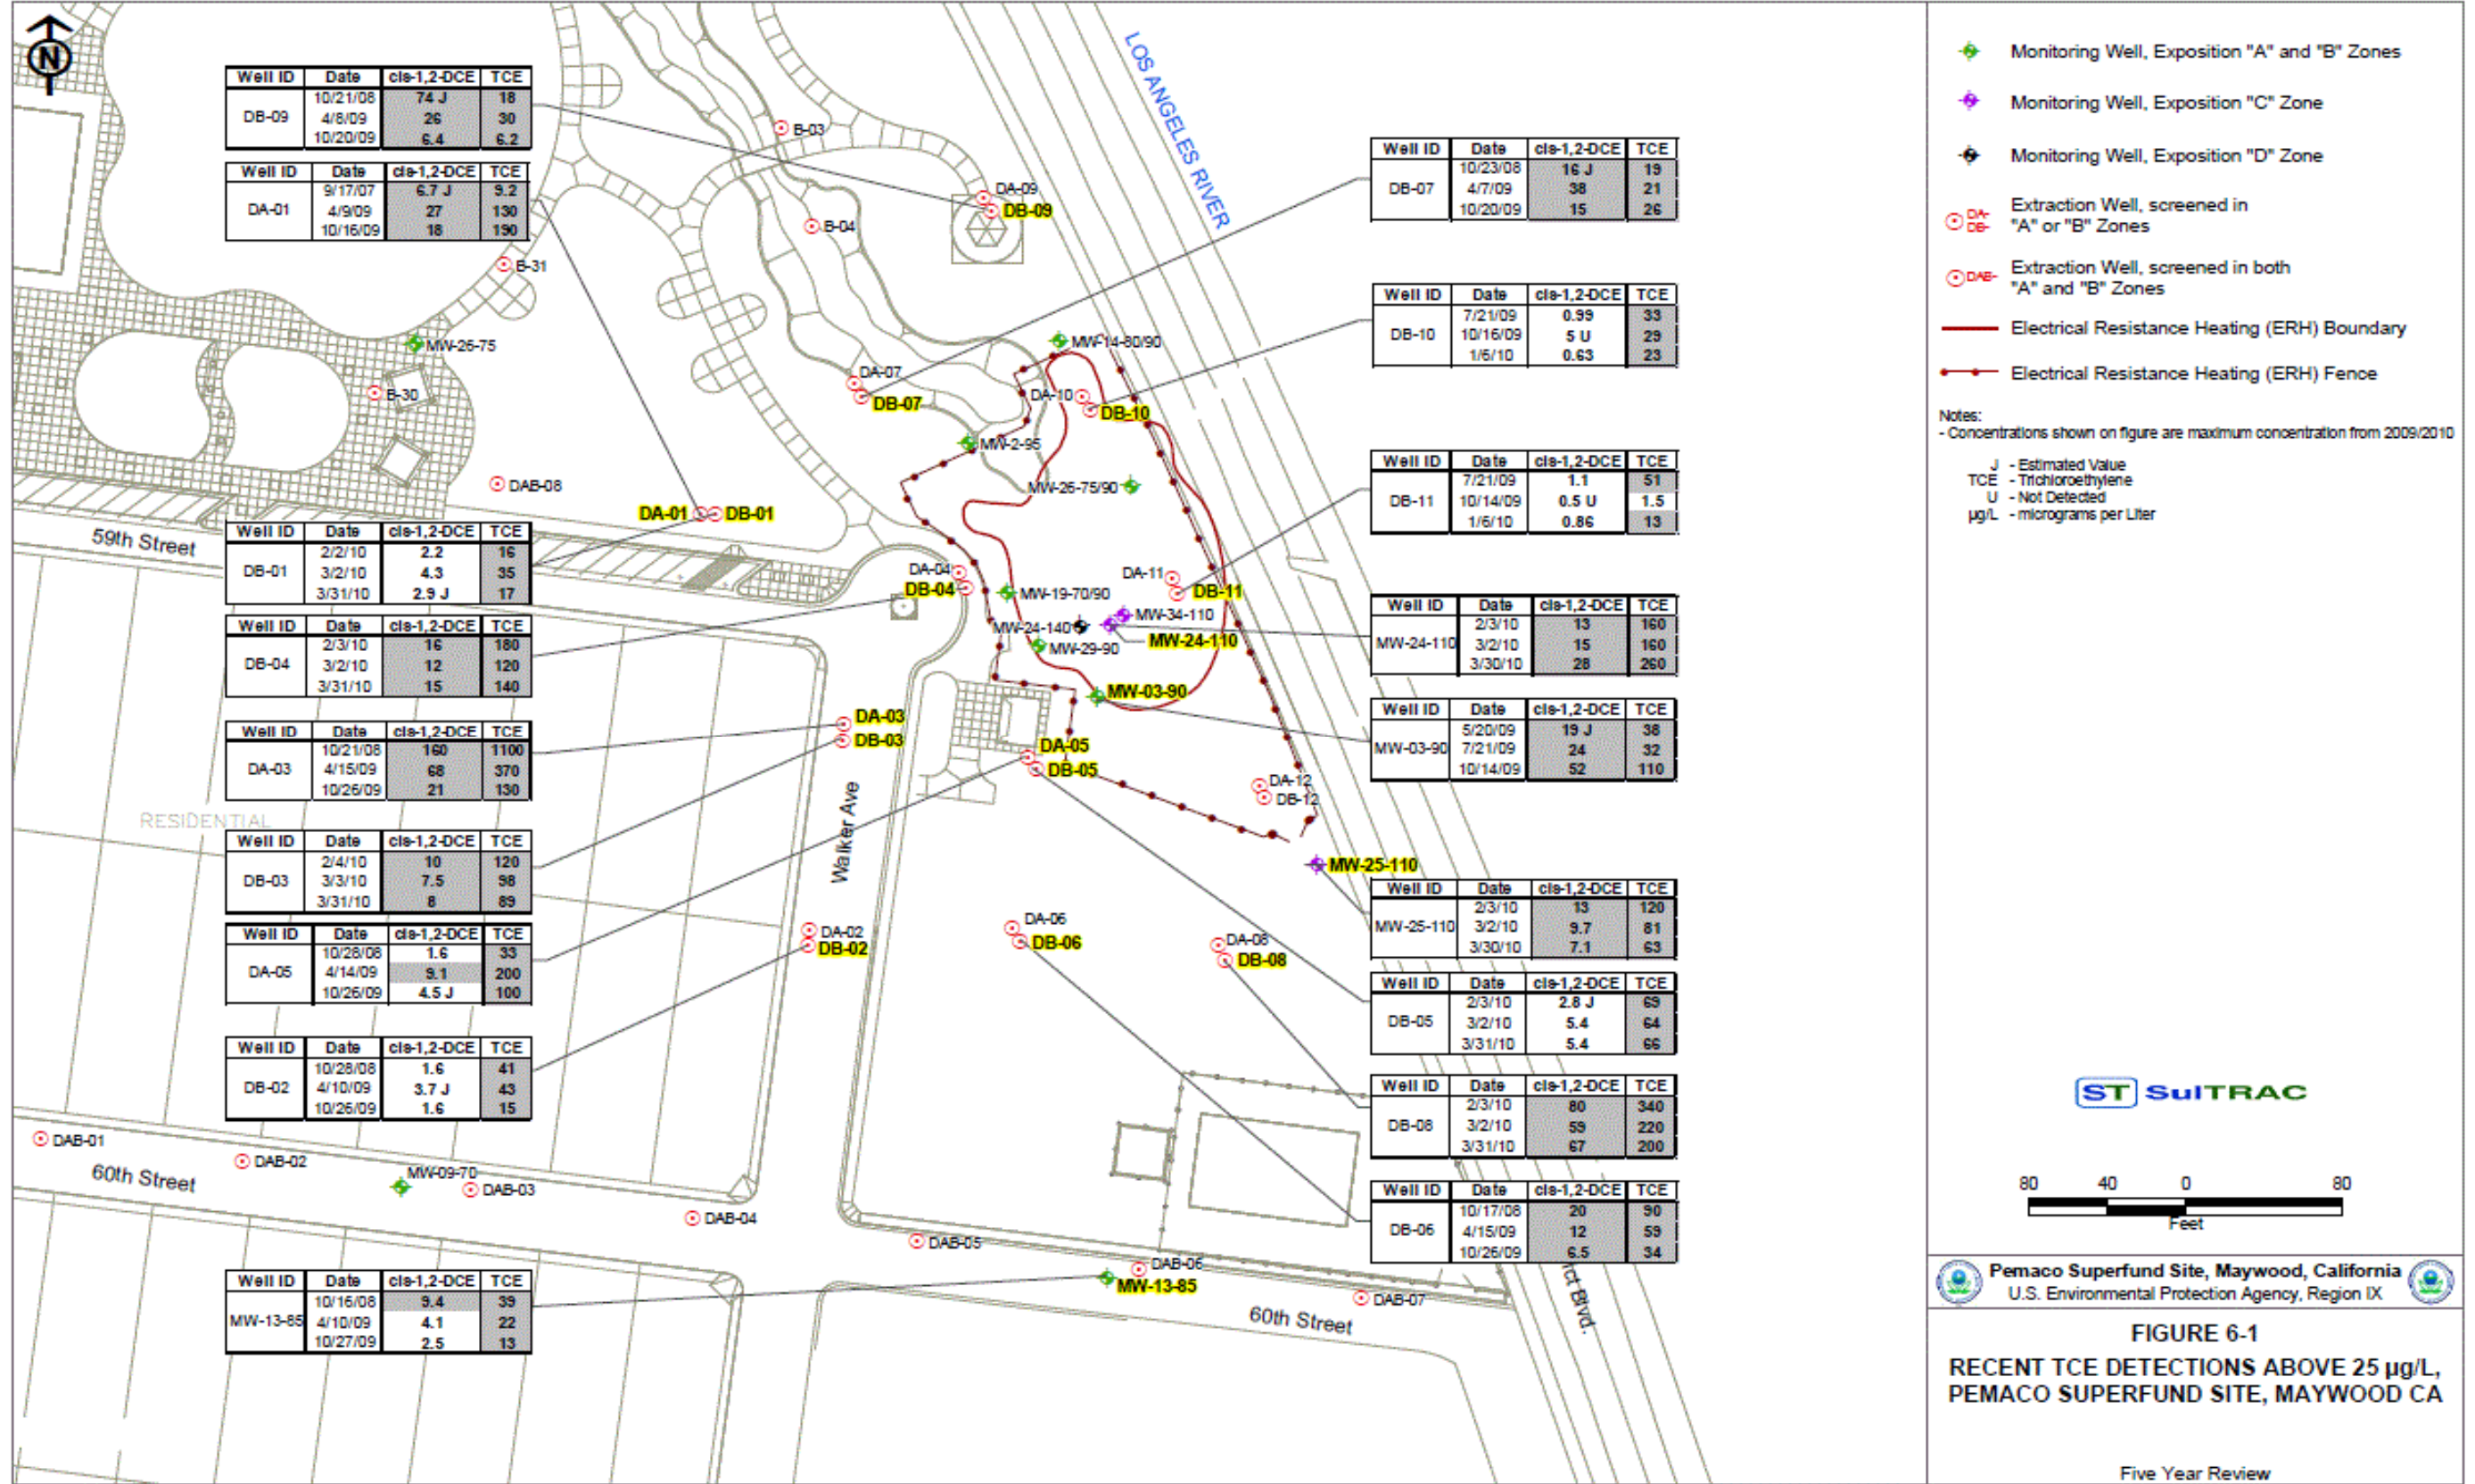 N
Well ID Date cis-1,2-DCE TCE
DB-09
10/21/08 74 J 18
4/8/09 26 30
10/20/09 6.4 6.2
Well ID Date cis-1,2-DCE TCE
DA-01
9/17/07 6.7 J 9.2
4/9/09 27 130
10/16/09 18 190
Well ID Date cis-1,2-DCE TCE
DB-01
2/2/10 2.2 16
3/2/10 4.3 35
3/31/10 2.9 J 17
Well ID Date cis-1,2-DCE TCE
DB-04
2/3/10 16 180
3/2/10 12 120
3/31/10 15 140
Well ID Date cis-1,2-DCE TCE
DA-03
10/21/08 160 1100
4/15/09 68 370
10/26/09 21 130
Well ID Date cis-1,2-DCE TCE
DB-03
2/4/10 10 120
3/3/10 7.5 98
3/31/10 8 89
Well ID Date cis-1,2-DCE TCE
DA-05
10/28/08 1.6 33
4/14/09 9.1 200
10/26/09 4.5 J 100
Well ID Date cis-1,2-DCE TCE
DB-02
10/28/08 1.6 41
4/10/09 3.7 J 43
10/26/09 1.6 15
Well ID Date cis-1,2-DCE TCE
MW-13-85
10/16/08 9.4 39
4/10/09 4.1 22
10/27/09 2.5 13
B-03
B-04
B-31
MW-26-75
B-30
DAB-08
DA-09
DB-09
LOS ANGELES RIVER
MW-14-80/90
DA-07
DB-07
DA-10
DB-10
MW-2-95
MW-26-75/90
DA-01
DB-01
59th Street
DA-04
DB-04
MW-19-70/90
DA-11
DB-11
MW-34-110
MW-24-140
MW-24-110
MW-29-90
MW-03-90
DA-03
DB-03
DA-05
DB-05
DA-12
DB-12
RESIDENTIAL
Walker Ave
MW-25-110
DA-02
DB-02
DA-06
DB-06
DA-08
DB-08
DAB-01
DAB-02
60th Street
MW-09-70
DAB-03
DAB-04
DAB-05
DAB-06
MW-13-85
DAB-07
60th Street
Blvd.
Well ID Date cis-1,2-DCE TCE
DB-07
10/23/08 16 J 19
4/7/09 38 21
10/20/09 15 26
Well ID Date cis-1,2-DCE TCE
DB-10
7/21/09 0.99 33
10/16/09 5 U 29
1/6/10 0.63 23
Well ID Date cis-1,2-DCE TCE
DB-11
7/21/09 1.1 51
10/14/09 0.5 U 1.5
1/6/10 0.86 13
Well ID Date cis-1,2-DCE TCE
MW-24-110
2/3/10 13 160
3/2/10 15 160
3/30/10 28 260
Well ID Date cis-1,2-DCE TCE
MW-03-90
5/20/09 19 J 38
7/21/09 24 32
10/14/09 52 110
Well ID Date cis-1,2-DCE TCE
MW-25-110
2/3/10 13 120
3/2/10 9.7 81
3/30/10 7.1 63
Well ID Date cis-1,2-DCE TCE
DB-05
2/3/10 2.8 J 69
3/2/10 5.4 64
3/31/10 5.4 66
Well ID Date cis-1,2-DCE TCE
DB-08
2/3/10 80 340
3/2/10 59 220
3/31/10 67 200
Well ID Date cis-1,2-DCE TCE
DB-06
10/17/08 20 90
4/15/09 12 59
10/26/09 6.5 34
Monitoring Well, Exposition "A" and "B" Zones
Monitoring Well, Exposition "C" Zone
Monitoring Well, Exposition "D" Zone
DA-
DB-
Extraction Well, screened in
"A" or "B" Zones
DAB-
Extraction Well, screened in both
"A" and "B" Zones
Electrical Resistance Heating (ERH) Boundary
Electrical Resistance Heating (ERH) Fence
Notes:
- Concentrations shown on figure are maximum concentration from 2009/2010
J - Estimated Value
TCE - Trichloroethylene
U - Not Detected
µg/L - micrograms per Liter
ST SulTRAC
80 40 0 80
Feet
Pemaco Superfund Site, Maywood, California
U.S. Environmental Protection Agency, Region IX
FIGURE 6-1
RECENT TCE DETECTIONS ABOVE 25 µg/L,
PEMACO SUPERFUND SITE, MAYWOOD CA
Five Year Review